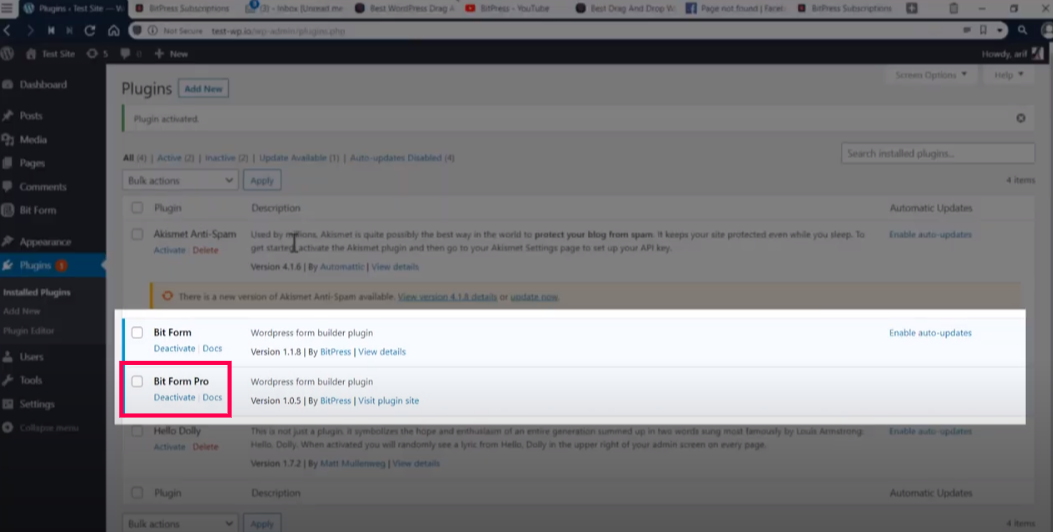 Plugins ‹ Test Site — W
BitPress Subscriptions
(3) - Inbox (Unread me
Best WordPress Drag A
BitPress - YouTube
Best Drag And Drop W
Page not found | Faceb
BitPress Subscriptions
Not Secure test-wp.io/wp-admin/plugins.php
Test Site 5 New
Howdy, arif
Dashboard
Posts
Media
Pages
Comments
Bit Form
Appearance
Plugins 1
Installed Plugins
Add New
Plugin Editor
Users
Tools
Settings
Collapse menu
Screen Options Help
Plugins Add New
Plugin activated.
All (4) | Active (2) | Inactive (2) | Update Available (1) | Auto-updates Disabled (4)
Search installed plugins...
Bulk actions Apply
4 items
Plugin Description Automatic Updates
Akismet Anti-Spam
Activate | Delete
Used by millions, Akismet is quite possibly the best way in the world to protect your blog from spam. It keeps your site protected even while you sleep. To
get started, activate the Akismet plugin and then go to your Akismet Settings page to set up your API key.
Version 4.1.6 | By Automattic | View details
Enable auto-updates
There is a new version of Akismet Anti-Spam available. View version 4.1.8 details or update now.
Bit Form
Deactivate | Docs
Wordpress form builder plugin
Version 1.1.8 | By BitPress | View details
Enable auto-updates
Bit Form Pro
Deactivate | Docs
Wordpress form builder plugin
Version 1.0.5 | By BitPress | Visit plugin site
Hello Dolly
Activate | Delete
This is not just a plugin, it symbolizes the hope and enthusiasm of an entire generation summed up in two words sung most famously by Louis Armstrong:
Hello, Dolly. When activated you will randomly see a lyric from Hello, Dolly in the upper right of your admin screen on every page.
Version 1.7.2 | By Matt Mullenweg | View details
Enable auto-updates
Plugin Description Automatic Updates
Bulk actions Apply
4 items